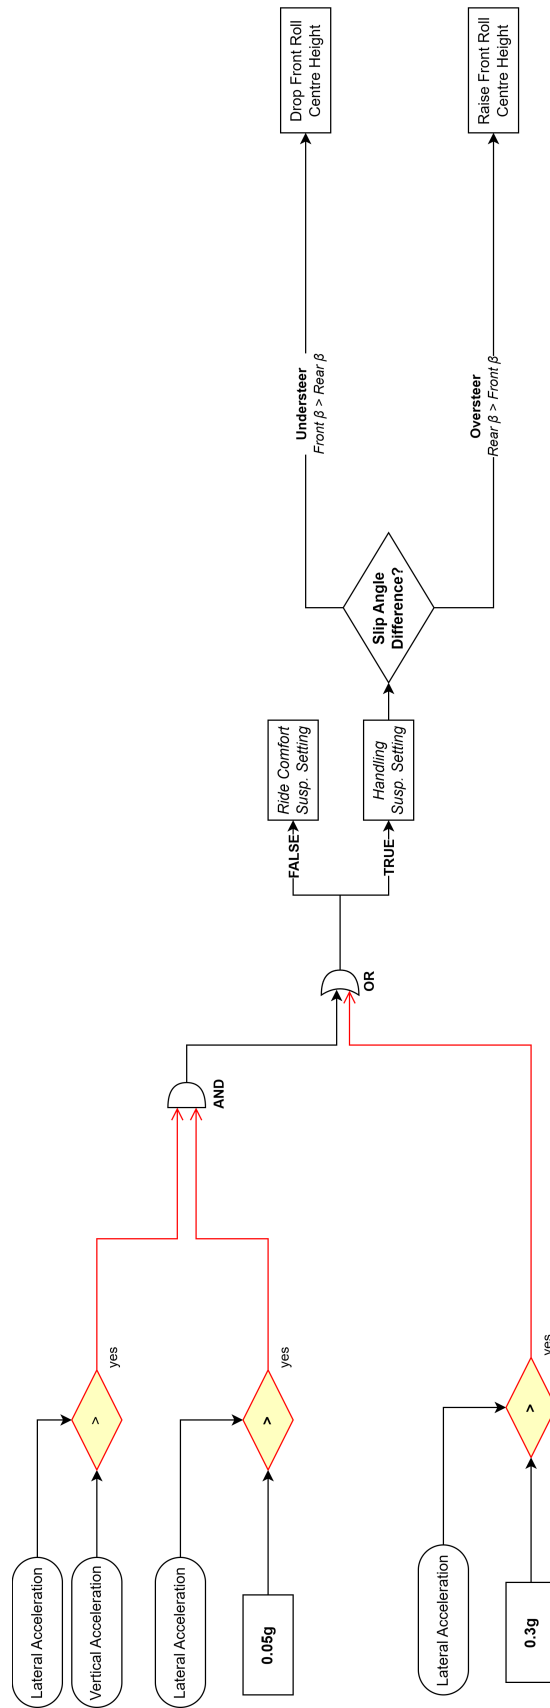 Lateral Acceleration
Vertical Acceleration
>
yes
Lateral Acceleration
0.05g
>
yes
AND
Lateral Acceleration
0.3g
>
yes
OR
FALSE
Ride Comfort
Susp. Setting
TRUE
Handling
Susp. Setting
Slip Angle
Difference?
Understeer
Front β > Rear β
Drop Front Roll
Centre Height
Oversteer
Rear β > Front β
Raise Front Roll
Centre Height